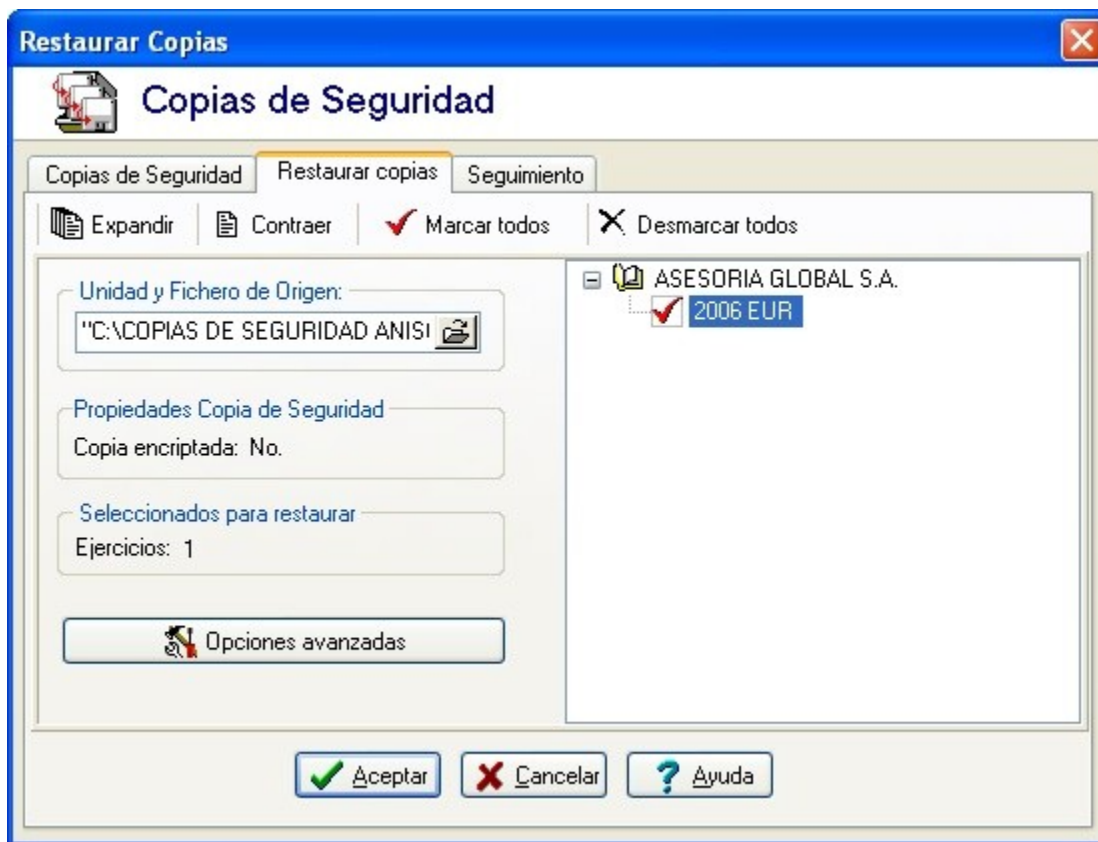 Restaurar Copias
Copias de Seguridad
Copias de Seguridad Restaurar copias Seguimiento
Expandir Contraer Marcar todos Desmarcar todos
Unidad y Fichero de Origen:
"C:\COPIAS DE SEGURIDAD ANIS
Propiedades Copia de Seguridad
Copia encriptada: No.
Seleccionados para restaurar
Ejercicios: 1
Opciones avanzadas
ASESORIA GLOBAL S.A.
2006 EUR
Aceptar Cancelar Ayuda